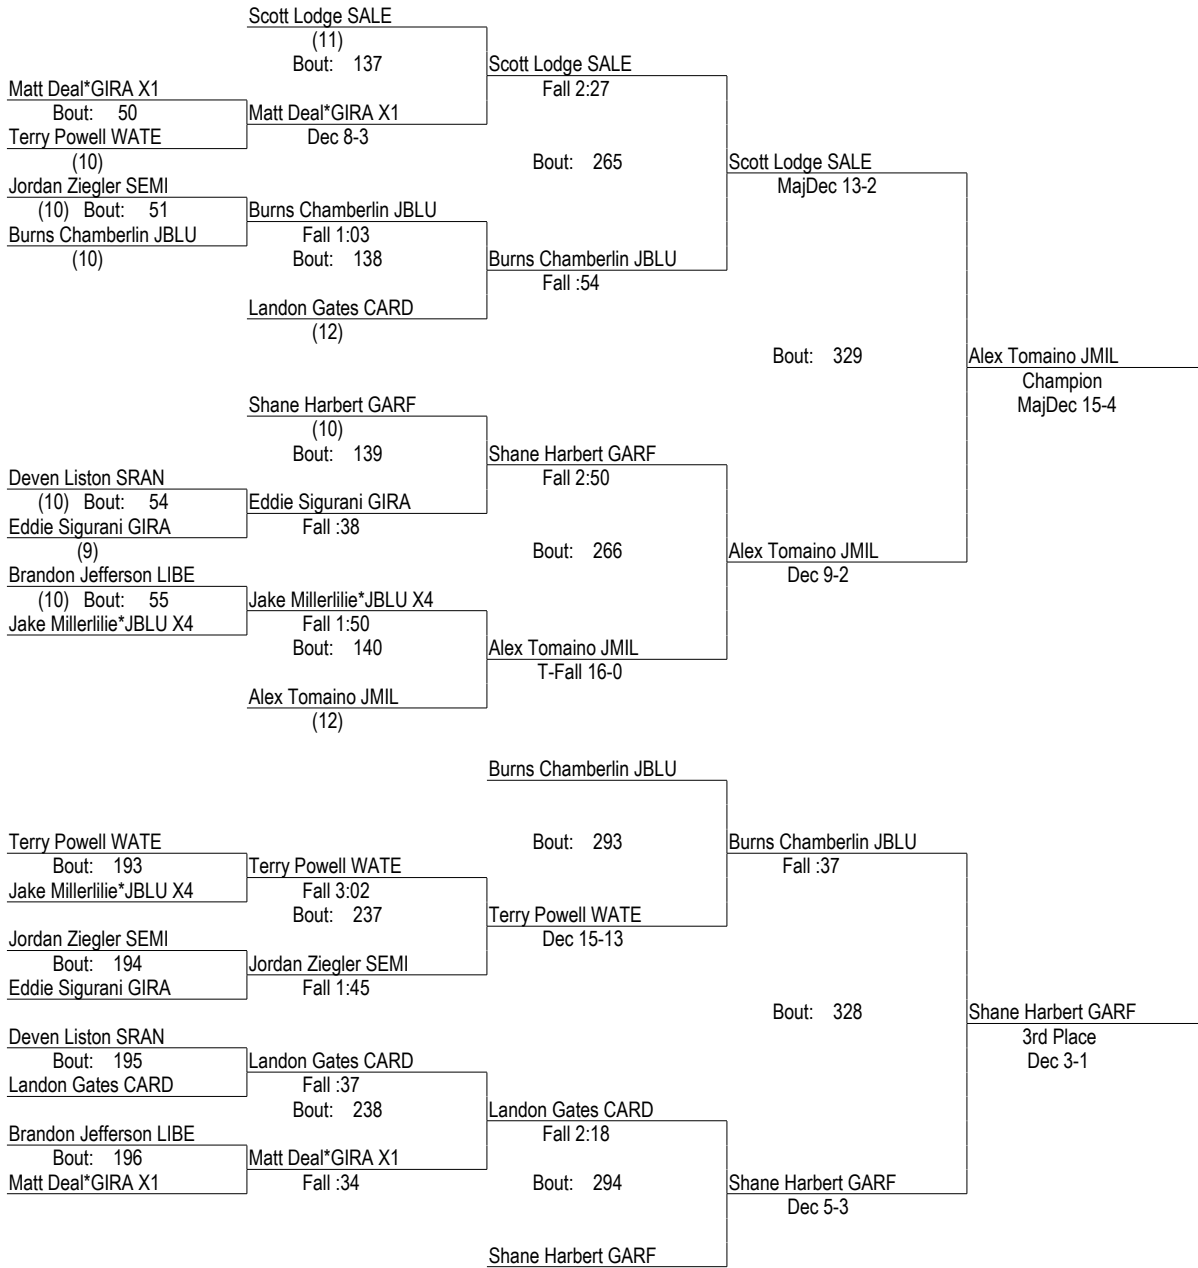 Scott Lodge SALE
(11)
Bout: 137
Scott Lodge SALE
Matt Deal*GIRA X1
Fall 2:27
Bout: 50
Matt Deal*GIRA X1
Terry Powell WATE
Dec 8-3
(10)
Bout: 265
Scott Lodge SALE
Jordan Ziegler SEMI
MajDec 13-2
(10) Bout: 51
Burns Chamberlin JBLU
Burns Chamberlin JBLU
Fall 1:03
(10)
Bout: 138
Burns Chamberlin JBLU
Fall :54
Landon Gates CARD
(12)
Bout: 329
Alex Tomaino JMIL
Champion
Shane Harbert GARF
MajDec 15-4
(10)
Bout: 139
Shane Harbert GARF
Deven Liston SRAN
Fall 2:50
(10) Bout: 54
Eddie Sigurani GIRA
Eddie Sigurani GIRA
Fall :38
(9)
Bout: 266
Alex Tomaino JMIL
Brandon Jefferson LIBE
Dec 9-2
(10) Bout: 55
Jake Millerlilie*JBLU X4
Jake Millerlilie*JBLU X4
Fall 1:50
Bout: 140
Alex Tomaino JMIL
T-Fall 16-0
Alex Tomaino JMIL
(12)
Burns Chamberlin JBLU
Terry Powell WATE
Bout: 293
Burns Chamberlin JBLU
Bout: 193
Terry Powell WATE
Fall :37
Jake Millerlilie*JBLU X4
Fall 3:02
Bout: 237
Terry Powell WATE
Jordan Ziegler SEMI
Dec 15-13
Bout: 194
Jordan Ziegler SEMI
Eddie Sigurani GIRA
Fall 1:45
Bout: 328
Shane Harbert GARF
Deven Liston SRAN
3rd Place
Bout: 195
Landon Gates CARD
Dec 3-1
Landon Gates CARD
Fall :37
Bout: 238
Landon Gates CARD
Brandon Jefferson LIBE
Fall 2:18
Bout: 196
Matt Deal*GIRA X1
Matt Deal*GIRA X1
Fall :34
Bout: 294
Shane Harbert GARF
Dec 5-3
Shane Harbert GARF